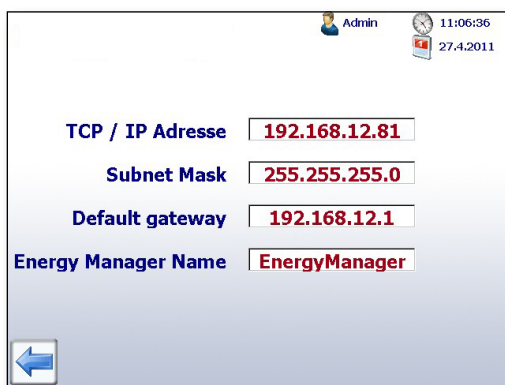 Admin 11:06:36
27.4.2011
TCP / IP Adresse 192.168.12.81
Subnet Mask 255.255.255.0
Default gateway 192.168.12.1
Energy Manager Name EnergyManager